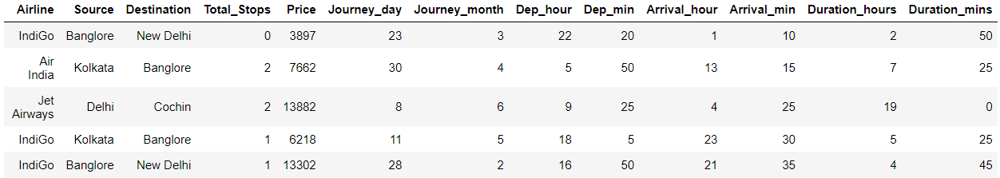 Airline Source Destination Total_Stops Price Journey_day Journey_month Dep_hour Dep_min Arrival_hour Arrival_min Duration_hours Duration_mins
IndiGo Banglore New Delhi 0 3897 23 3 22 20 1 10 2 50
Air
India Kolkata Banglore 2 7662 30 4 5 50 13 15 7 25
Jet
Airways Delhi Cochin 2 13882 8 6 9 25 4 25 19 0
IndiGo Kolkata Banglore 1 6218 11 5 18 5 23 30 5 25
IndiGo Banglore New Delhi 1 13302 28 2 16 50 21 35 4 45